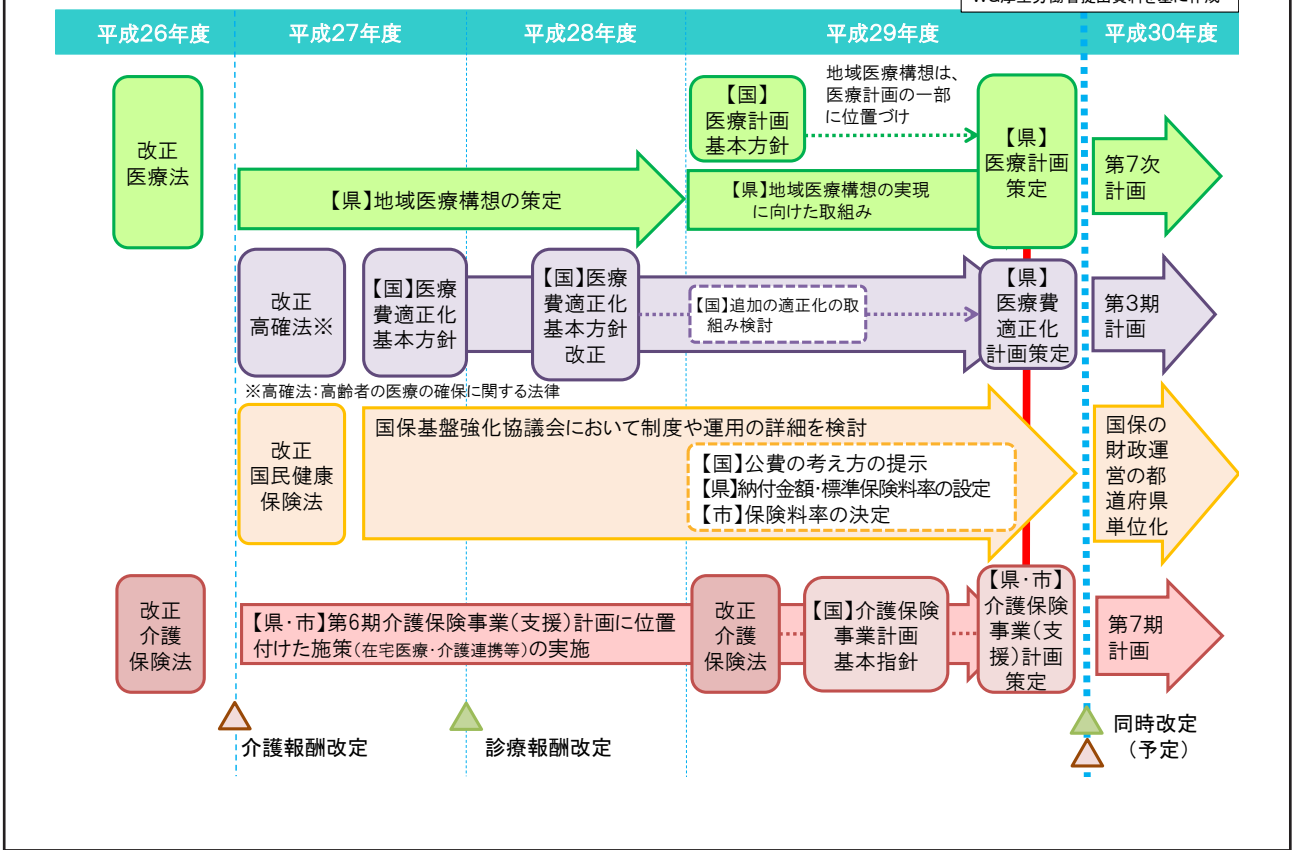 平成26年度
平成27年度
平成28年度
平成29年度
平成30年度
改正
医療法
【県】地域医療構想の策定
【国】
医療計画
基本方針
地域医療構想は、
医療計画の一部
に位置づけ
【県】地域医療構想の実現
に向けた取組み
【県】
医療計画
策定
第7次
計画
改正
高確法※
【国】医療
費適正化
基本方針
【国】医療
費適正化
基本方針
改正
【国】追加の適正化の取
組み検討
【県】
医療費
適正化
計画策定
第3期
計画
※高確法:高齢者の医療の確保に関する法律
改正
国民健康
保険法
国保基盤強化協議会において制度や運用の詳細を検討
【国】公費の考え方の提示
【県】納付金額・標準保険料率の設定
【市】保険料率の決定
国保の
財政運
営の都
道府県
単位化
改正
介護
保険法
【県・市】第6期介護保険事業(支援)計画に位置
付けた施策(在宅医療・介護連携等)の実施
改正
介護
保険法
【国】介護保険
事業計画
基本指針
【県・市】
介護保険
事業(支
援)計画
策定
第7期
計画
介護報酬改定
診療報酬改定
同時改定
(予定)